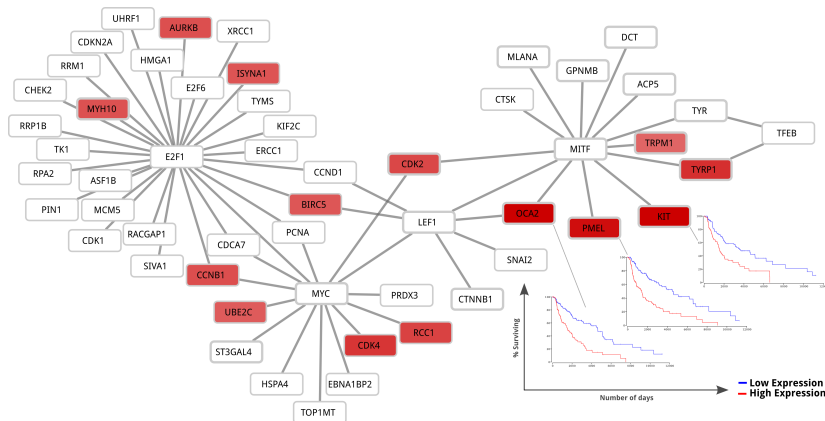 UHRF1
AURKB
XRCC1
CDKN2A
HMGA1
RRM1
ISYNA1
CHEK2
E2F6
TYMS
MYH10
RRP1B
KIF2C
TK1
E2F1
ERCC1
RPA2
ASF1B
CCND1
PIN1
MCM5
BIRC5
CDK1
RACGAP1
CDCA7
PCNA
SIVA1
CCNB1
DCT
MLANA
GPNMB
ACP5
CTSK
TYR
TFEB
MITF
TRPM1
CDK2
TYRP1
LEF1
OCA2
PMEL
KIT
SNAI2
CTNNB1
MYC
PRDX3
UBE2C
RCC1
CDK4
ST3GAL4
HSPA4
EBNA1BP2
TOP1MT
% Surviving
Number of days
Low Expression
High Expression